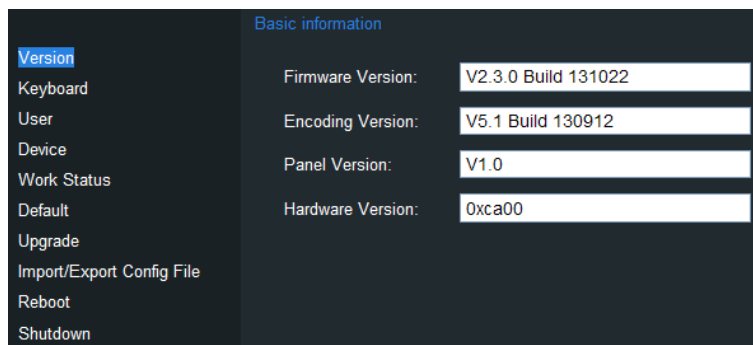 Basic information
Version
Keyboard
User
Device
Work Status
Default
Upgrade
Import/Export Config File
Reboot
Shutdown
Firmware Version: V2.3.0 Build 131022
Encoding Version: V5.1 Build 130912
Panel Version: V1.0
Hardware Version: 0xca00